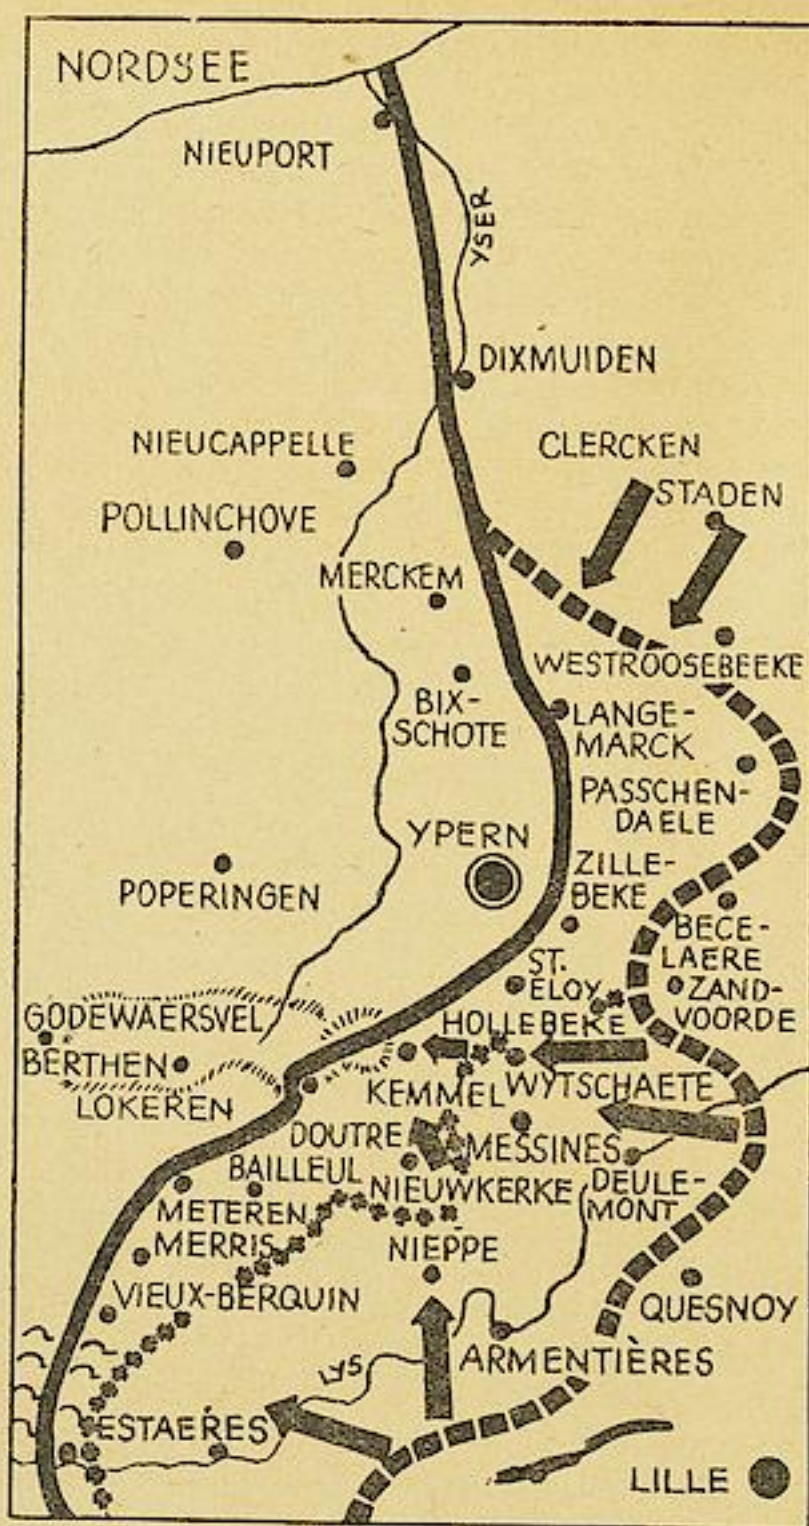 NORDSEE
NIEUPORT
YSER
DIXMUIDEN
NIEUCAPPELLE
CLERCKEN
STADEN
POLLINCHOVE
MERCKEM
WESTROOSEBEEKE
BIX-
SCHOTE
LANGE-
MARCK
PASSCHEN-
DAELE
YPERN
ZILLE-
BEKE
POPERINGEN
BECE-
LAERE
ST.
ELOY
ZAND-
VOORDE
GODEWAERSVEL
HOLLEBEKE
BERTHEN
LOKEREN
KEMMEL
WYTSCHAETE
DOUTRE
MESSINES
BAILLEUL
NIEUWKERKE
DEULE-
MONT
METEREN
MERRIS
NIEPPE
VIEUX-BERQUIN
QUESNOY
LYS
ARMENTIÈRES
ESTAERES
LILLE